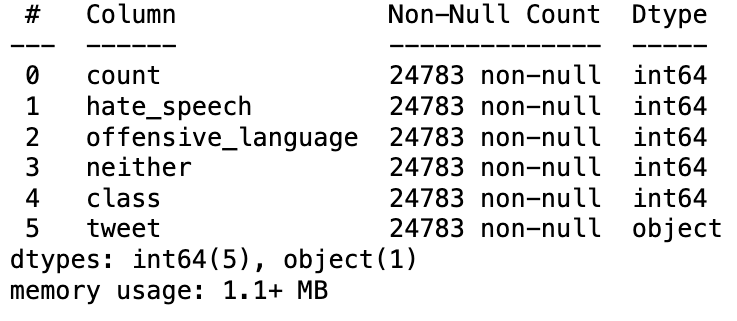 #   Column              Non-Null Count  Dtype
---  ------              --------------  -----
 0   count               24783 non-null  int64
 1   hate_speech         24783 non-null  int64
 2   offensive_language  24783 non-null  int64
 3   neither             24783 non-null  int64
 4   class               24783 non-null  int64
 5   tweet               24783 non-null  object
dtypes: int64(5), object(1)
memory usage: 1.1+ MB